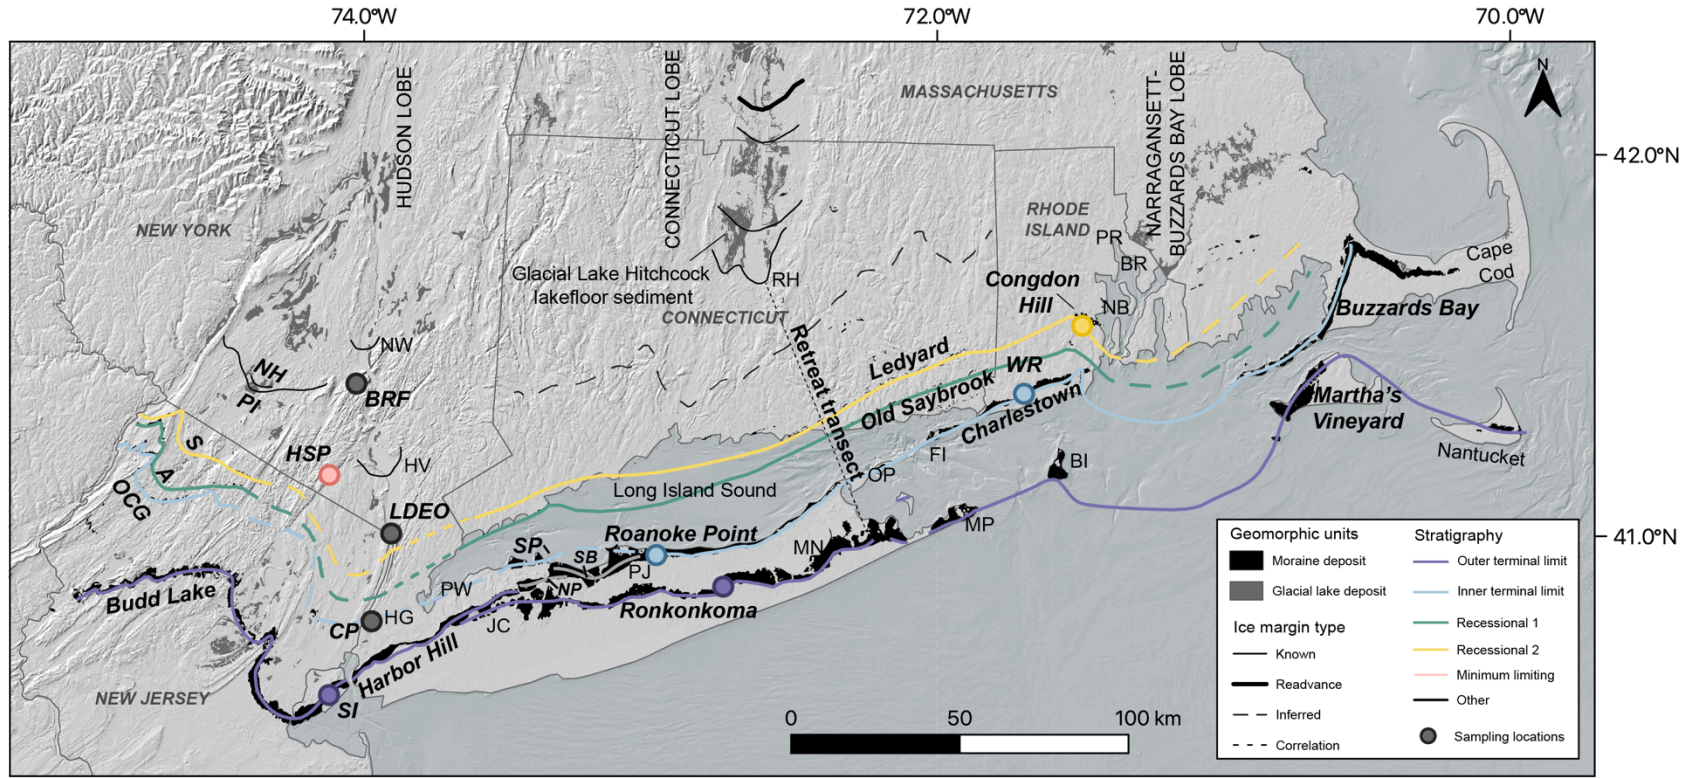 74.0°W
72.0°W
70.0°W
N
HUDSON LOBE
CONNECTICUT LOBE
MASSACHUSETTS
NARRAGANSETT-
BUZZARDS BAY LOBE
42.0°N
NEW YORK
RHODE
ISLAND
PR
BR
Cape
Cod
Glacial Lake Hitchcock
lakefloor sediment
RH
CONNECTICUT
Congdon
Hill
NB
Buzzards Bay
Retreat transect
NW
NH
PI
BRF
Ledyard
WR
Old Saybrook
Charlestown
Martha's
Vineyard
Nantucket
S
A
OCG
HSP
HV
FI
BI
OP
Long Island Sound
LDEO
MP
41.0°N
Roanoke Point
SP
SB
PJ
MN
NP
PW
Budd Lake
Ronkonkoma
CP
HG
JC
Harbor Hill
NEW JERSEY
SI
0
50
100 km
Geomorphic units
Moraine deposit
Glacial lake deposit
Ice margin type
Known
Readvance
Inferred
Correlation
Stratigraphy
Outer terminal limit
Inner terminal limit
Recessional 1
Recessional 2
Minimum limiting
Other
Sampling locations